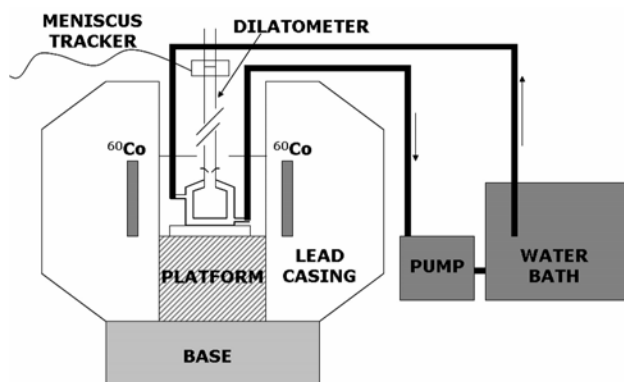 MENISCUS
TRACKER
DILATOMETER
⁶⁰Co
⁶⁰Co
PLATFORM
LEAD
CASING
PUMP
WATER
BATH
BASE